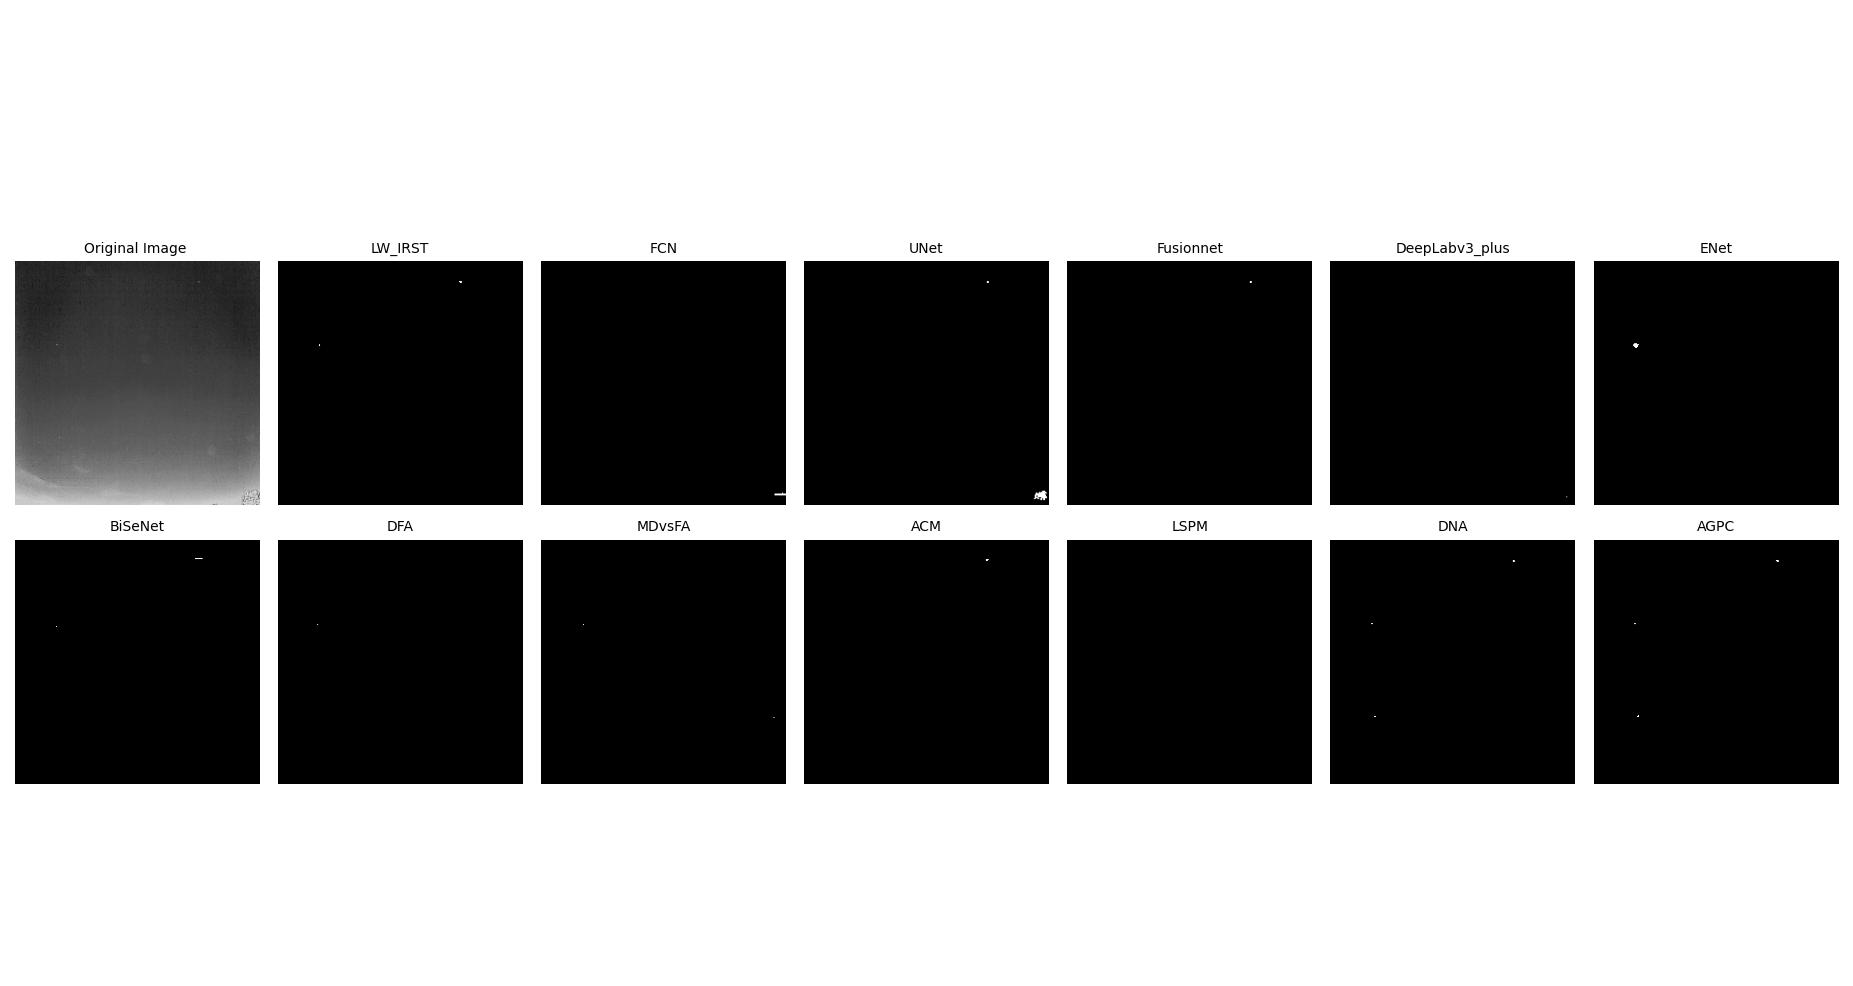 Original Image
LW_IRST
FCN
UNet
Fusionnet
DeepLabv3_plus
ENet
BiSeNet
DFA
MDvsFA
ACM
LSPM
DNA
AGPC